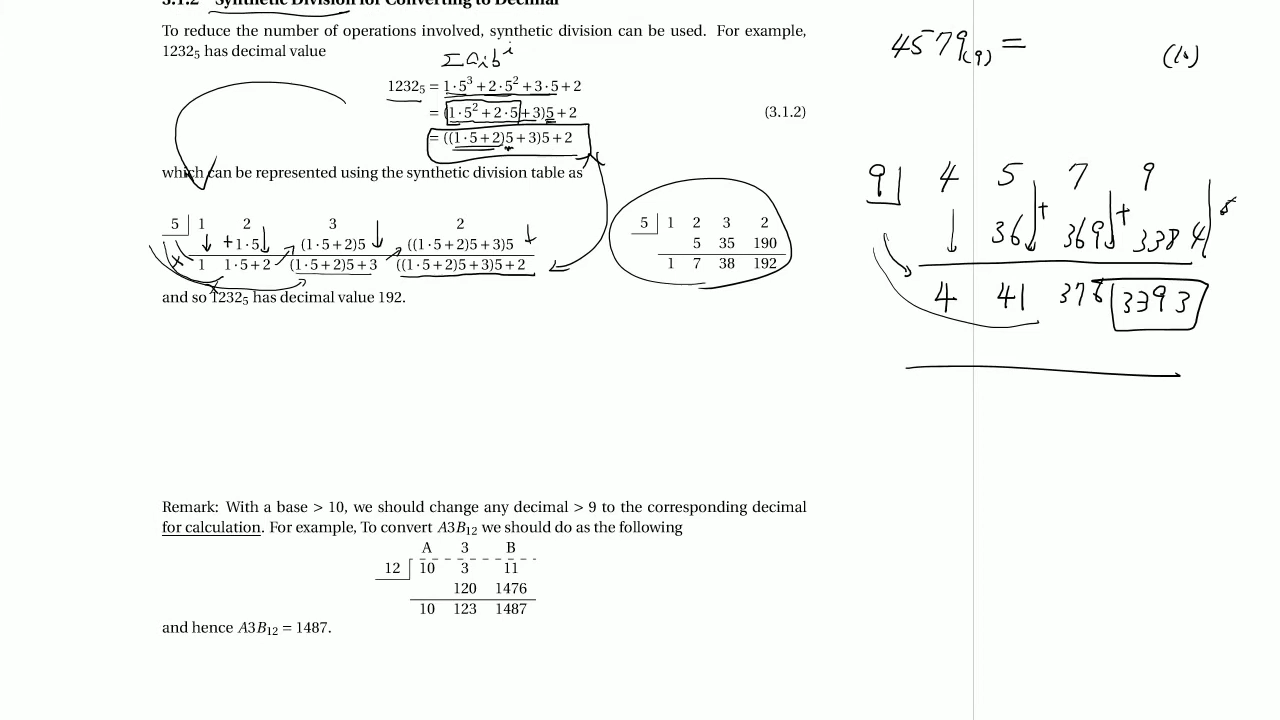 3.1.2 Synthetic Division for Converting to Decimal
To reduce the number of operations involved, synthetic division can be used. For example,
1232₅ has decimal value
Σaᵢbⁱ
1232₅ = 1·5³ + 2·5² + 3·5 + 2
= (1·5² + 2·5 + 3)5 + 2
(3.1.2)
= ((1·5 + 2)5 + 3)5 + 2
which can be represented using the synthetic division table as
5 1 2 3 2
+ 1·5 (1·5+2)5 ((1·5+2)5+3)5
1 1·5+2 (1·5+2)5+3 ((1·5+2)5+3)5+2
5 1 2 3 2
5 35 190
1 7 38 192
and so 1232₅ has decimal value 192.
4579₍₉₎ = (10)
9 4 5 7 9
36 + 369 + 3384
4 41 376 3393
Remark: With a base > 10, we should change any decimal > 9 to the corresponding decimal
for calculation. For example, To convert A3B₁₂ we should do as the following
A 3 B
12 10 3 11
120 1476
10 123 1487
and hence A3B₁₂ = 1487.